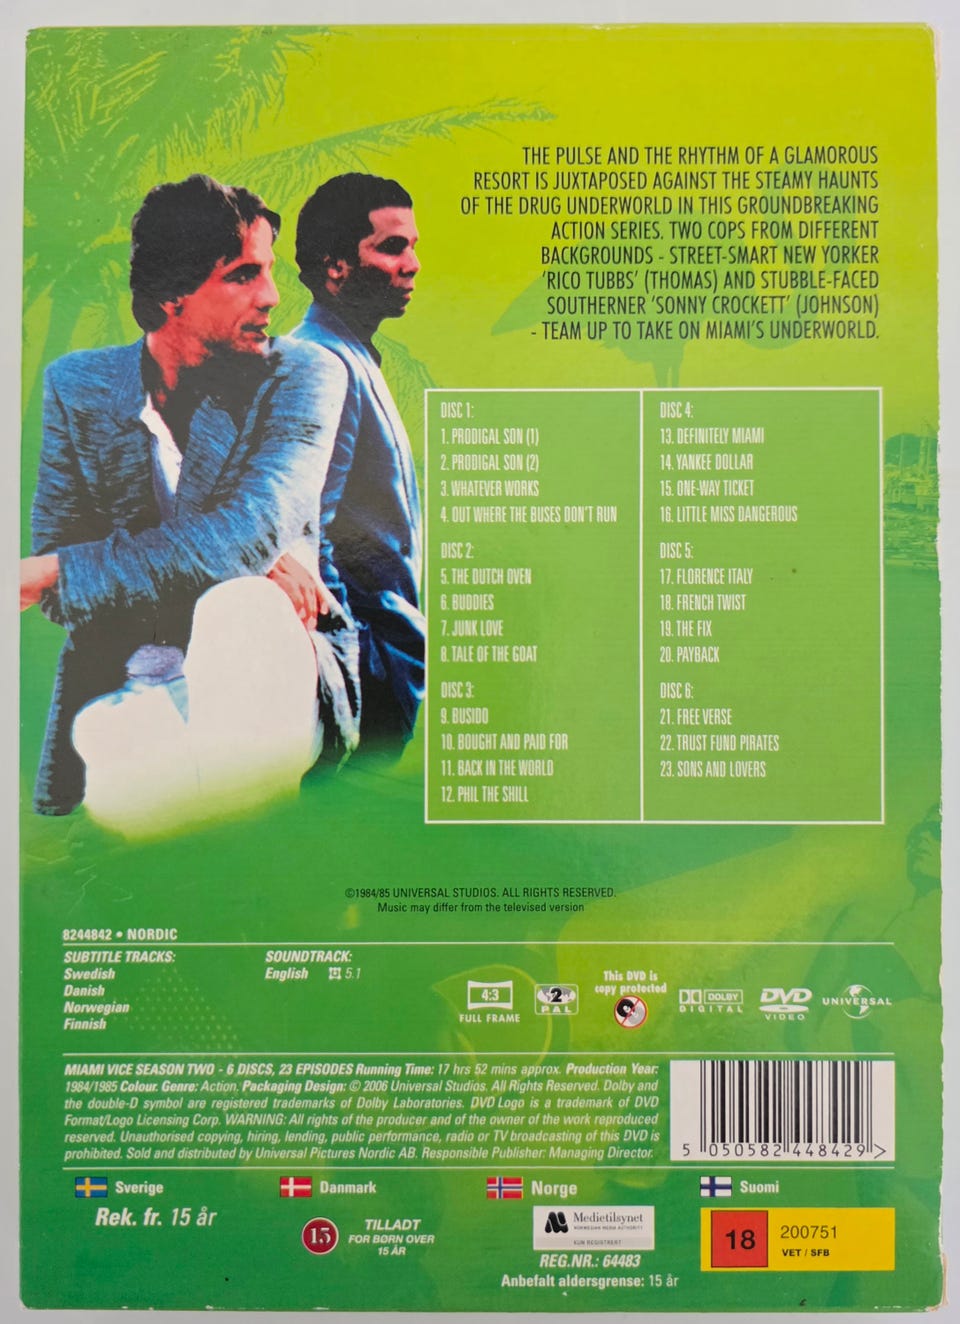 THE PULSE AND THE RHYTHM OF A GLAMOROUS
RESORT IS JUXTAPOSED AGAINST THE STEAMY HAUNTS
OF THE DRUG UNDERWORLD IN THIS GROUNDBREAKING
ACTION SERIES. TWO COPS FROM DIFFERENT
BACKGROUNDS - STREET-SMART NEW YORKER
'RICO TUBBS' (THOMAS) AND STUBBLE-FACED
SOUTHERNER 'SONNY CROCKETT' (JOHNSON)
- TEAM UP TO TAKE ON MIAMI'S UNDERWORLD.
DISC 1:
1. PRODIGAL SON (1)
2. PRODIGAL SON (2)
3. WHATEVER WORKS
4. OUT WHERE THE BUSES DON'T RUN
DISC 2:
5. THE DUTCH OVEN
6. BUDDIES
7. JUNK LOVE
8. TALE OF THE GOAT
DISC 3:
9. BUSIDO
10. BOUGHT AND PAID FOR
11. BACK IN THE WORLD
12. PHIL THE SHILL
DISC 4:
13. DEFINITELY MIAMI
14. YANKEE DOLLAR
15. ONE-WAY TICKET
16. LITTLE MISS DANGEROUS
DISC 5:
17. FLORENCE ITALY
18. FRENCH TWIST
19. THE FIX
20. PAYBACK
DISC 6:
21. FREE VERSE
22. TRUST FUND PIRATES
23. SONS AND LOVERS
©1984/85 UNIVERSAL STUDIOS. ALL RIGHTS RESERVED.
Music may differ from the televised version
8244842 • NORDIC
SUBTITLE TRACKS:
Swedish
Danish
Norwegian
Finnish
SOUNDTRACK:
English 5.1
4:3
FULL FRAME
2
PAL
This DVD is
copy protected
DOLBY
DIGITAL
DVD
VIDEO
UNIVERSAL
MIAMI VICE SEASON TWO - 6 DISCS, 23 EPISODES Running Time: 17 hrs 52 mins approx. Production Year:
1984/1985 Colour. Genre: Action. Packaging Design: © 2006 Universal Studios. All Rights Reserved. Dolby and
the double-D symbol are registered trademarks of Dolby Laboratories. DVD Logo is a trademark of DVD
Format/Logo Licensing Corp. WARNING: All rights of the producer and of the owner of the work reproduced
reserved. Unauthorised copying, hiring, lending, public performance, radio or TV broadcasting of this DVD is
prohibited. Sold and distributed by Universal Pictures Nordic AB. Responsible Publisher: Managing Director.
5 050582 448429 >
Sverige
Rek. fr. 15 år
Danmark
15
TILLADT
FOR BØRN OVER
15 ÅR
Norge
Medietilsynet
NORWEGIAN MEDIA AUTHORITY
KUN REGISTRERT
REG.NR.: 64483
Anbefalt aldersgrense: 15 år
Suomi
18
200751
VET / SFB